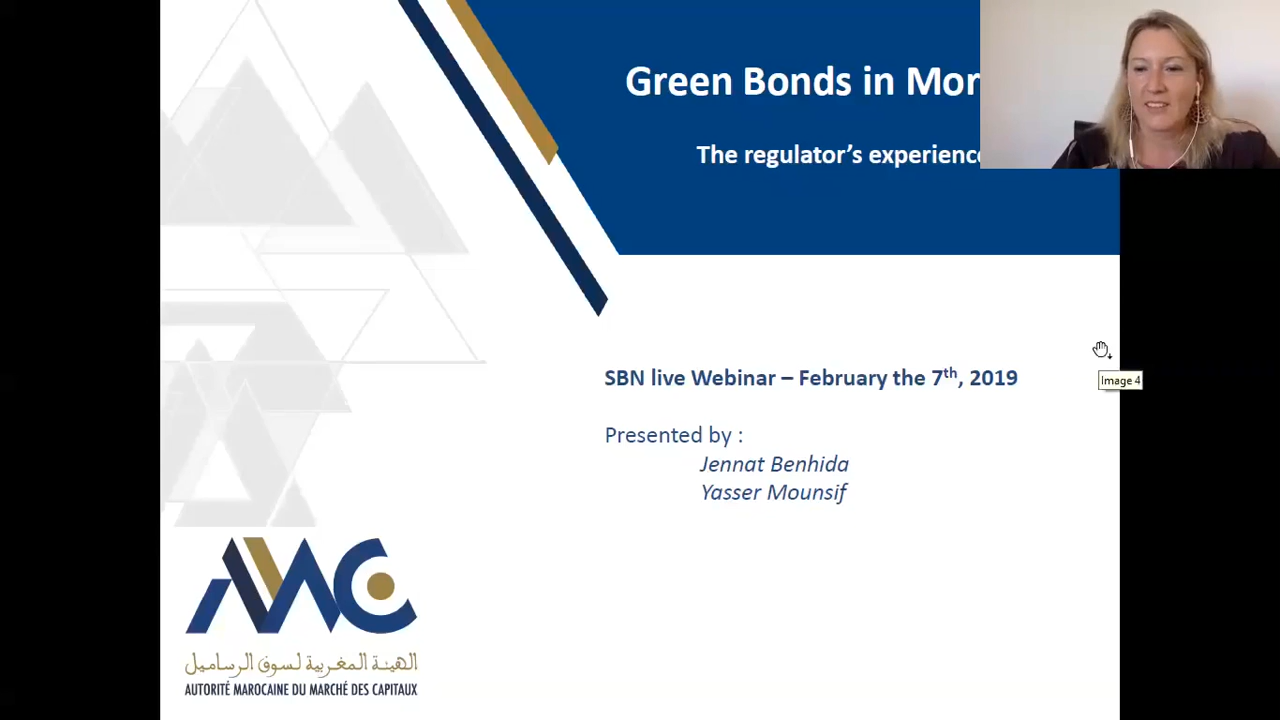 Green Bonds in Mor
The regulator's experience
SBN live Webinar – February the 7th, 2019
Image 4
Presented by :
Jennat Benhida
Yasser Mounsif
الهيئة المغربية لسوق الرساميل
AUTORITÉ MAROCAINE DU MARCHÉ DES CAPITAUX